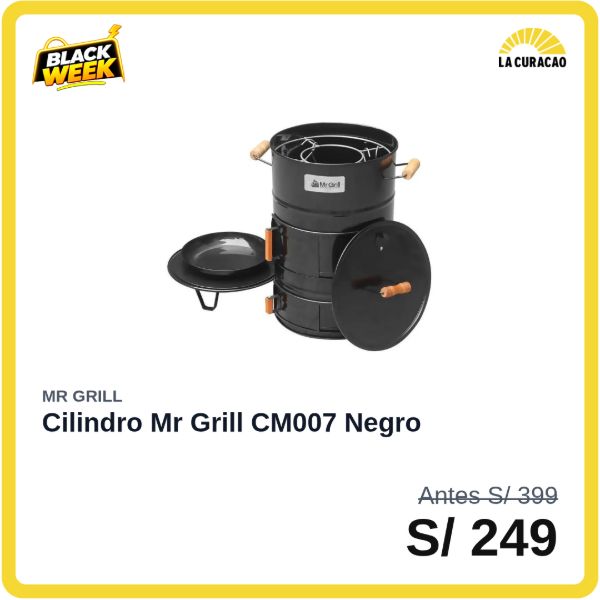 BLACK
WEEK
LA CURACAO
Mr Grill
MR GRILL
Cilindro Mr Grill CM007 Negro
Antes S/ 399
S/ 249